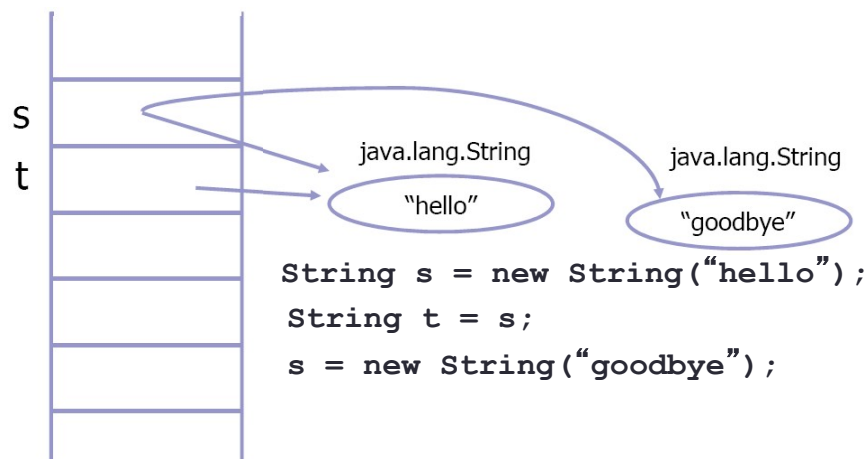 s
t
java.lang.String
java.lang.String
“hello”
“goodbye”
String s = new String(“hello”);
String t = s;
s = new String(“goodbye”);